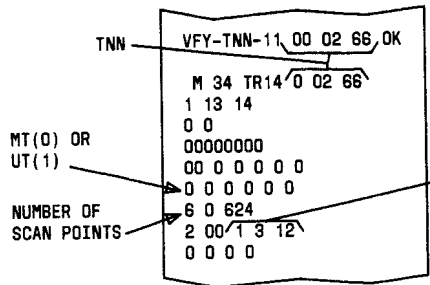 TNN
VFY-TNN-11 00 02 66 OK
M 34 TR14 0 02 66
1 13 14
0 0
00000000
00 0 0 0 0 0
MT(0) OR
UT(1)
0 0 0 0 0 0
NUMBER OF
SCAN POINTS
6 0 624
2 00 1 3 12
0 0 0 0